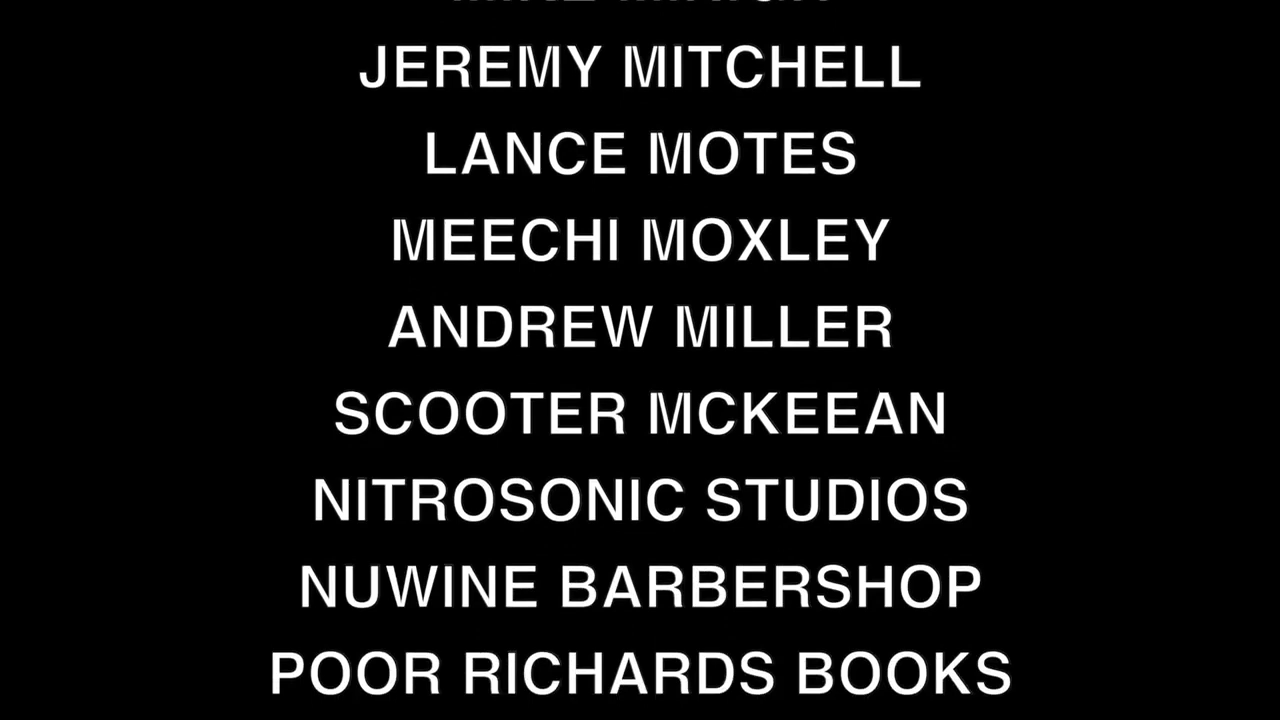 JEREMY MITCHELL
LANCE MOTES
MEECHI MOXLEY
ANDREW MILLER
SCOOTER MCKEEAN
NITROSONIC STUDIOS
NUWINE BARBERSHOP
POOR RICHARDS BOOKS